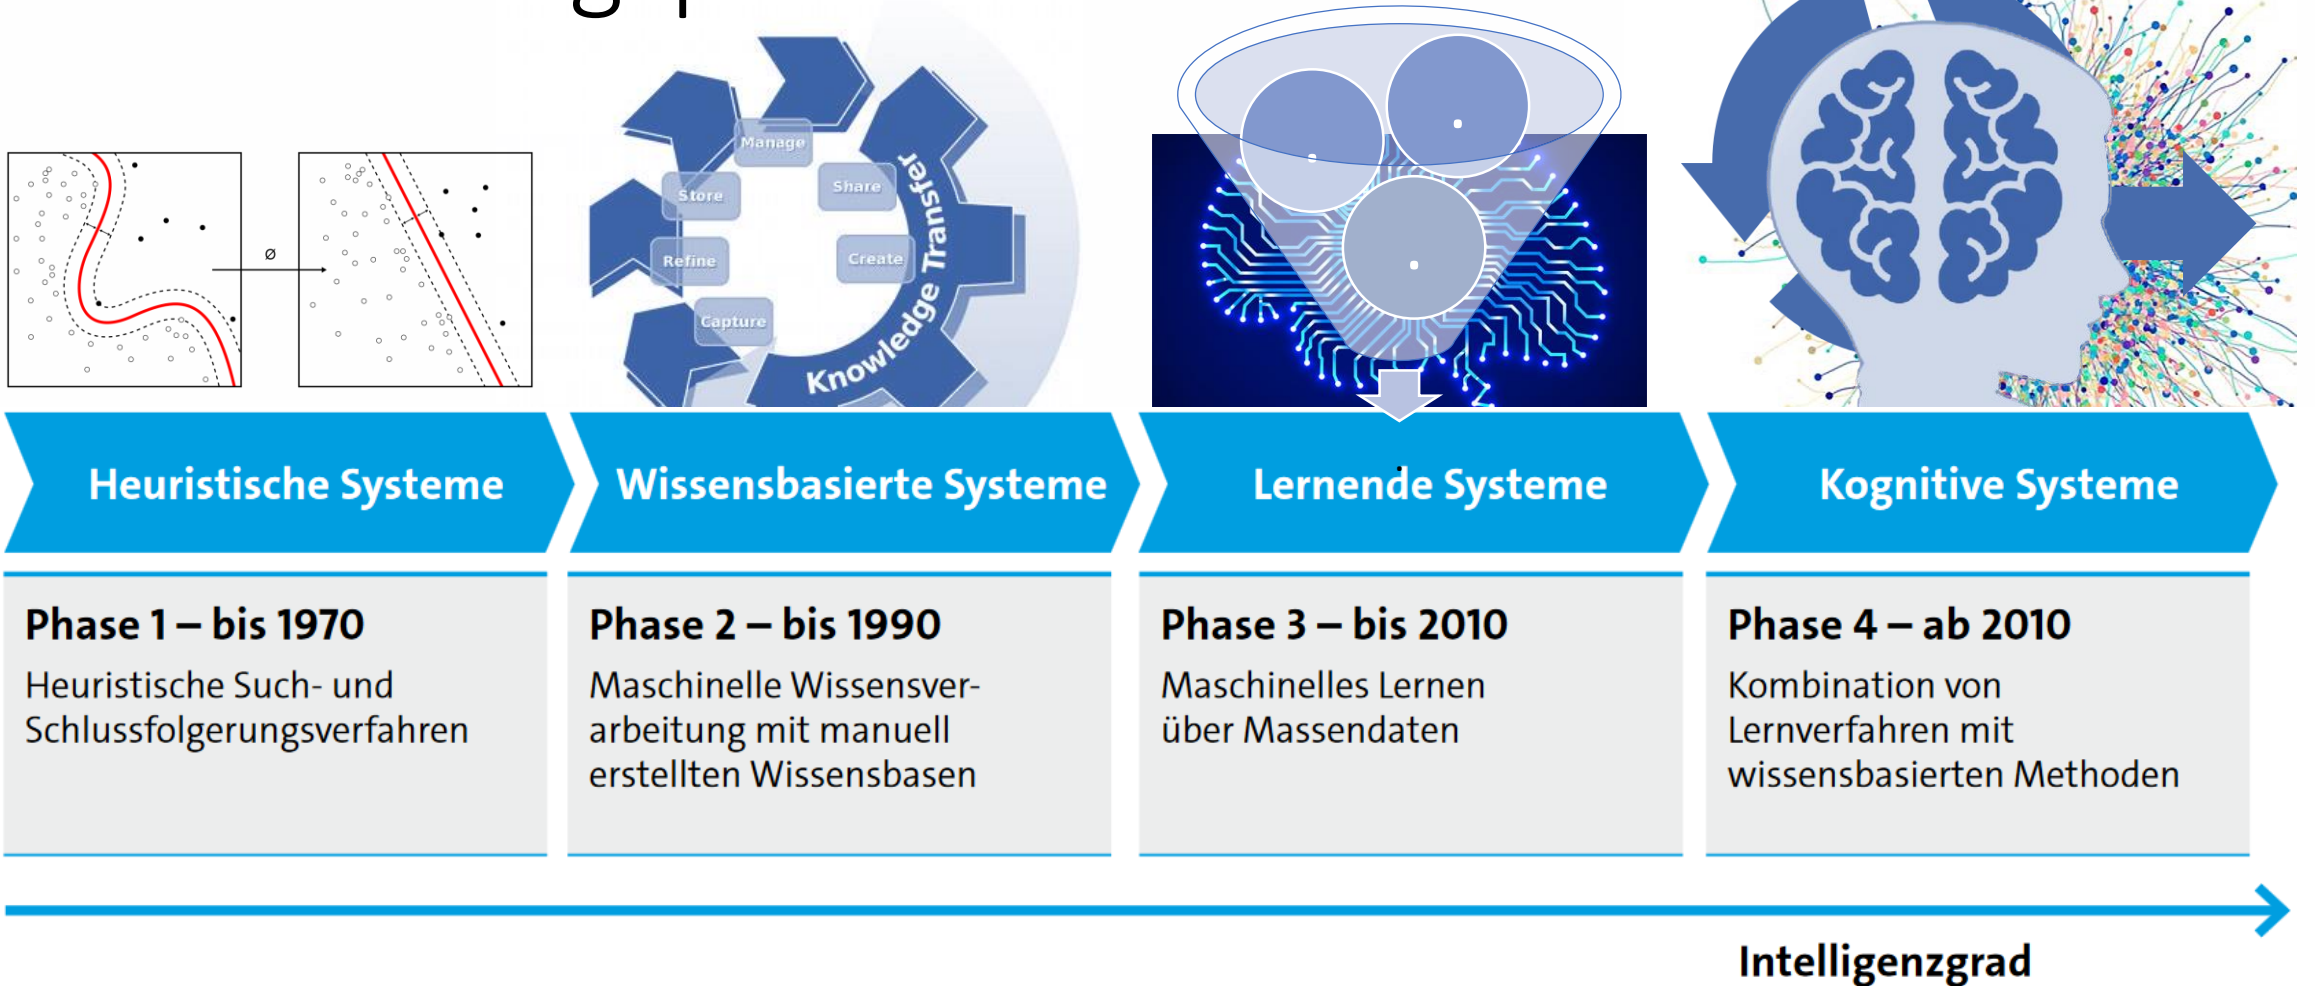 Manage
Share
Store
Refine
Create
Capture
Knowledge Transfer
ø
Heuristische Systeme
Wissensbasierte Systeme
Lernende Systeme
Kognitive Systeme
Phase 1 – bis 1970
Heuristische Such- und
Schlussfolgerungsverfahren
Phase 2 – bis 1990
Maschinelle Wissensver-
arbeitung mit manuell
erstellten Wissensbasen
Phase 3 – bis 2010
Maschinelles Lernen
über Massendaten
Phase 4 – ab 2010
Kombination von
Lernverfahren mit
wissensbasierten Methoden
Intelligenzgrad